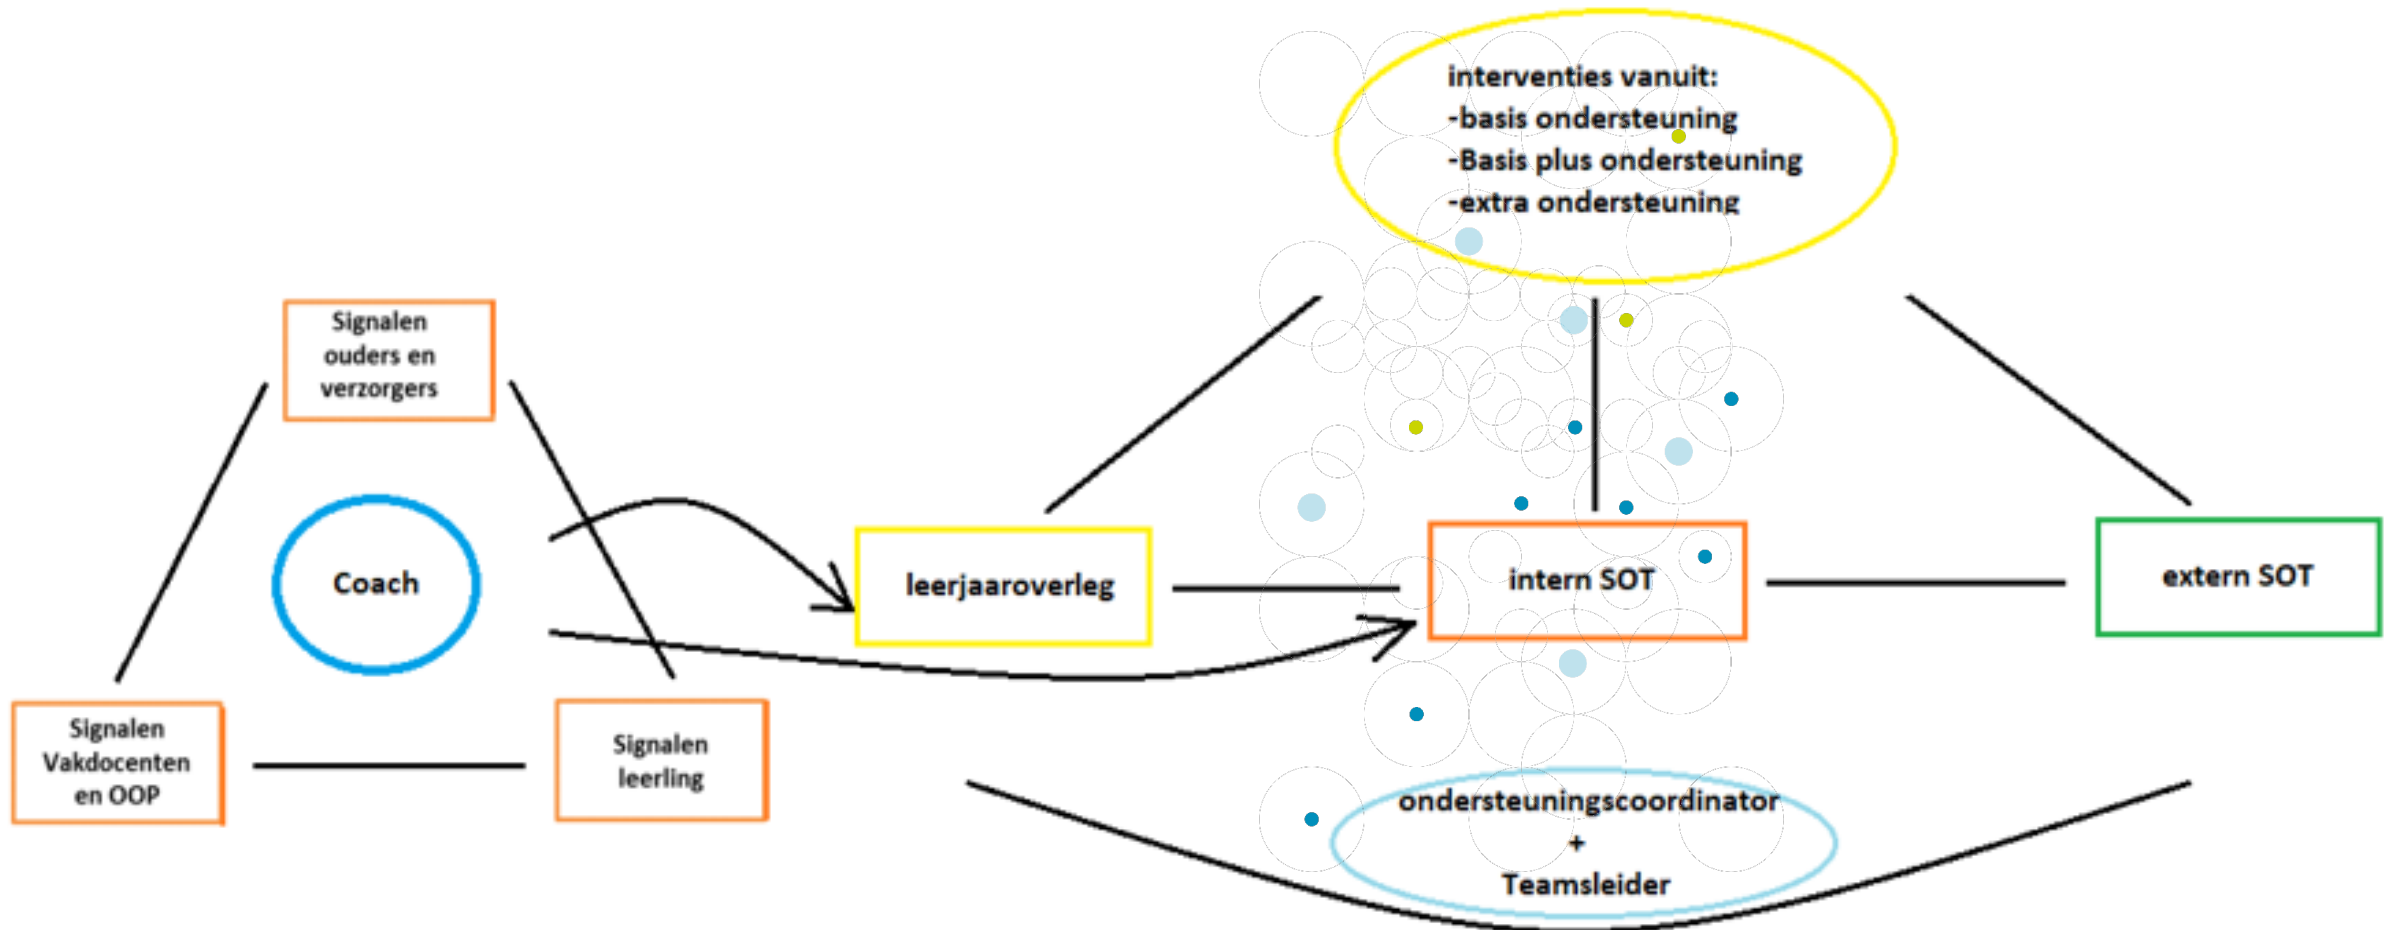 interventies vanuit:
-basis ondersteuning
-Basis plus ondersteuning
-extra ondersteuning
Signalen
ouders en
verzorgers
Coach
leerjaaroverleg
intern SOT
extern SOT
Signalen
Vakdocenten
en OOP
Signalen
leerling
ondersteuningscoordinator
+
Teamsleider